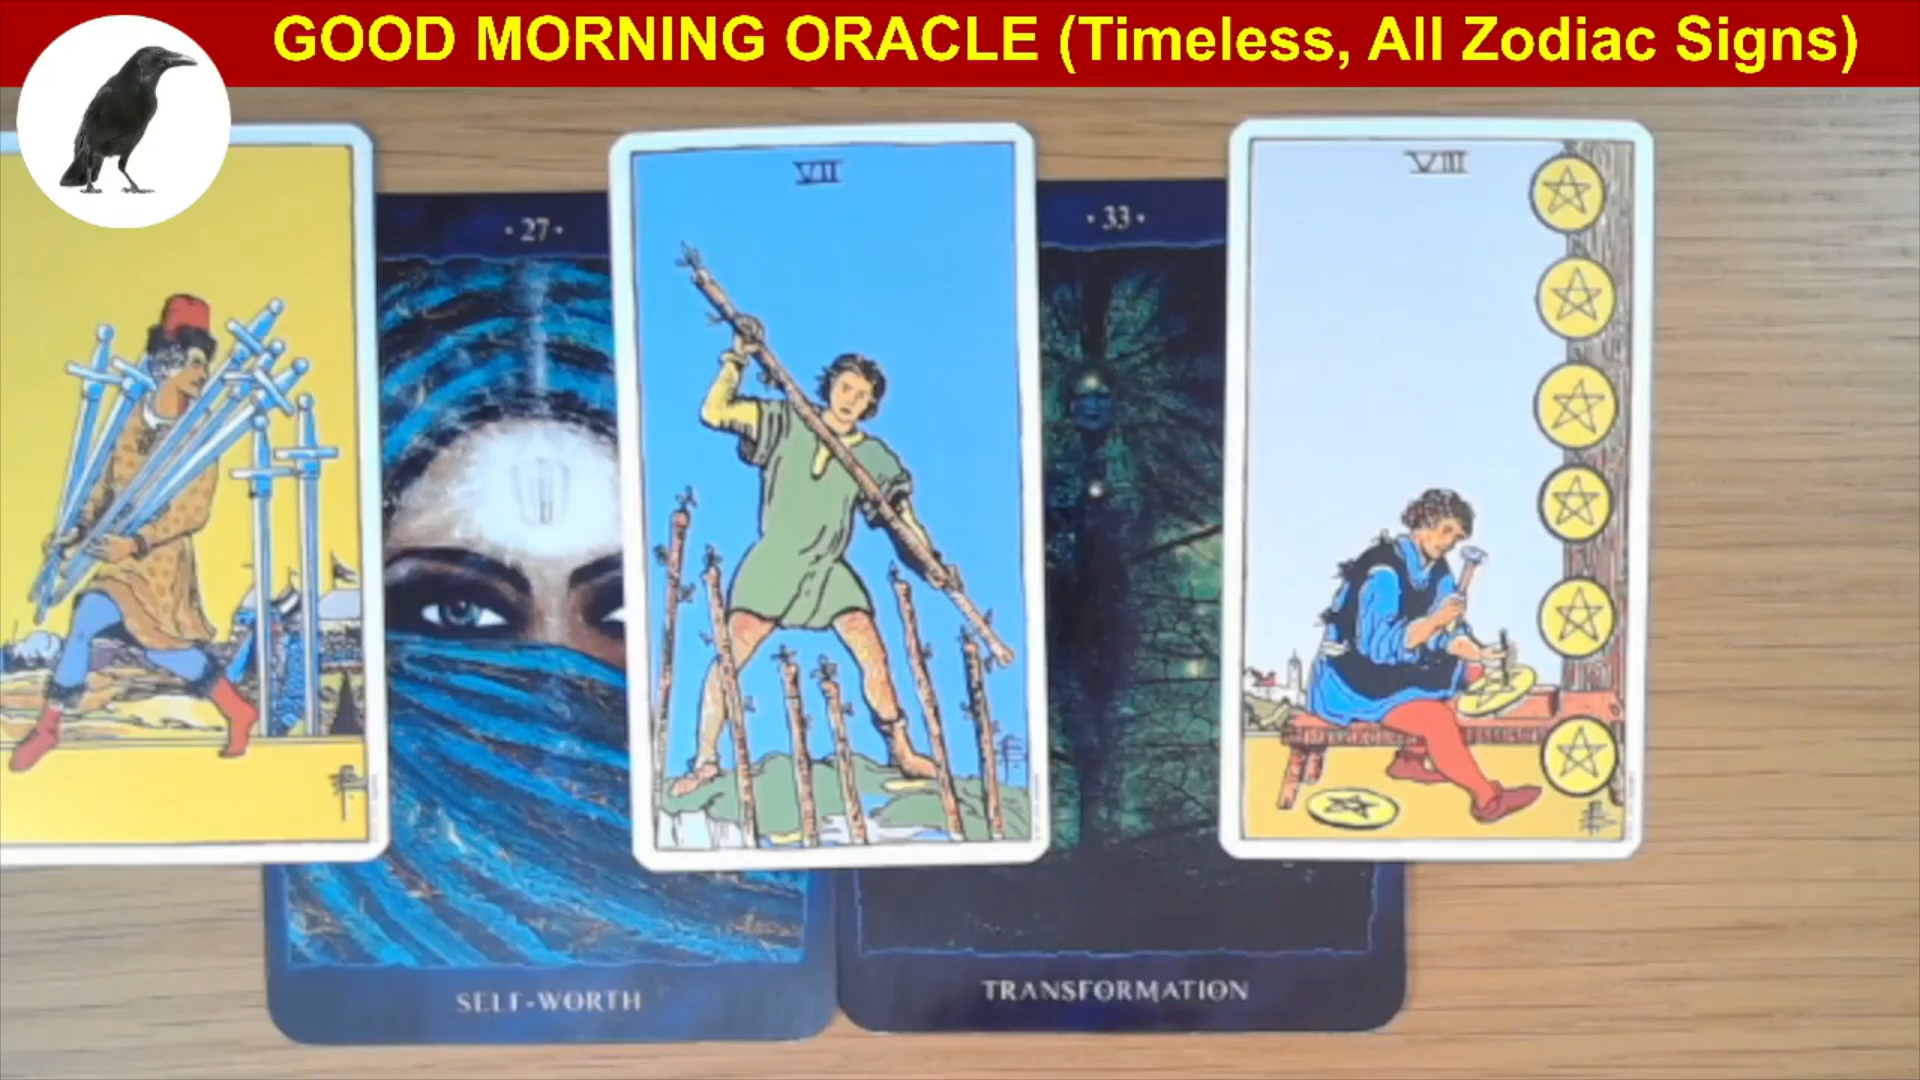 GOOD MORNING ORACLE (Timeless, All Zodiac Signs)
VII
VIII
· 27 ·
· 33 ·
SELF-WORTH
TRANSFORMATION